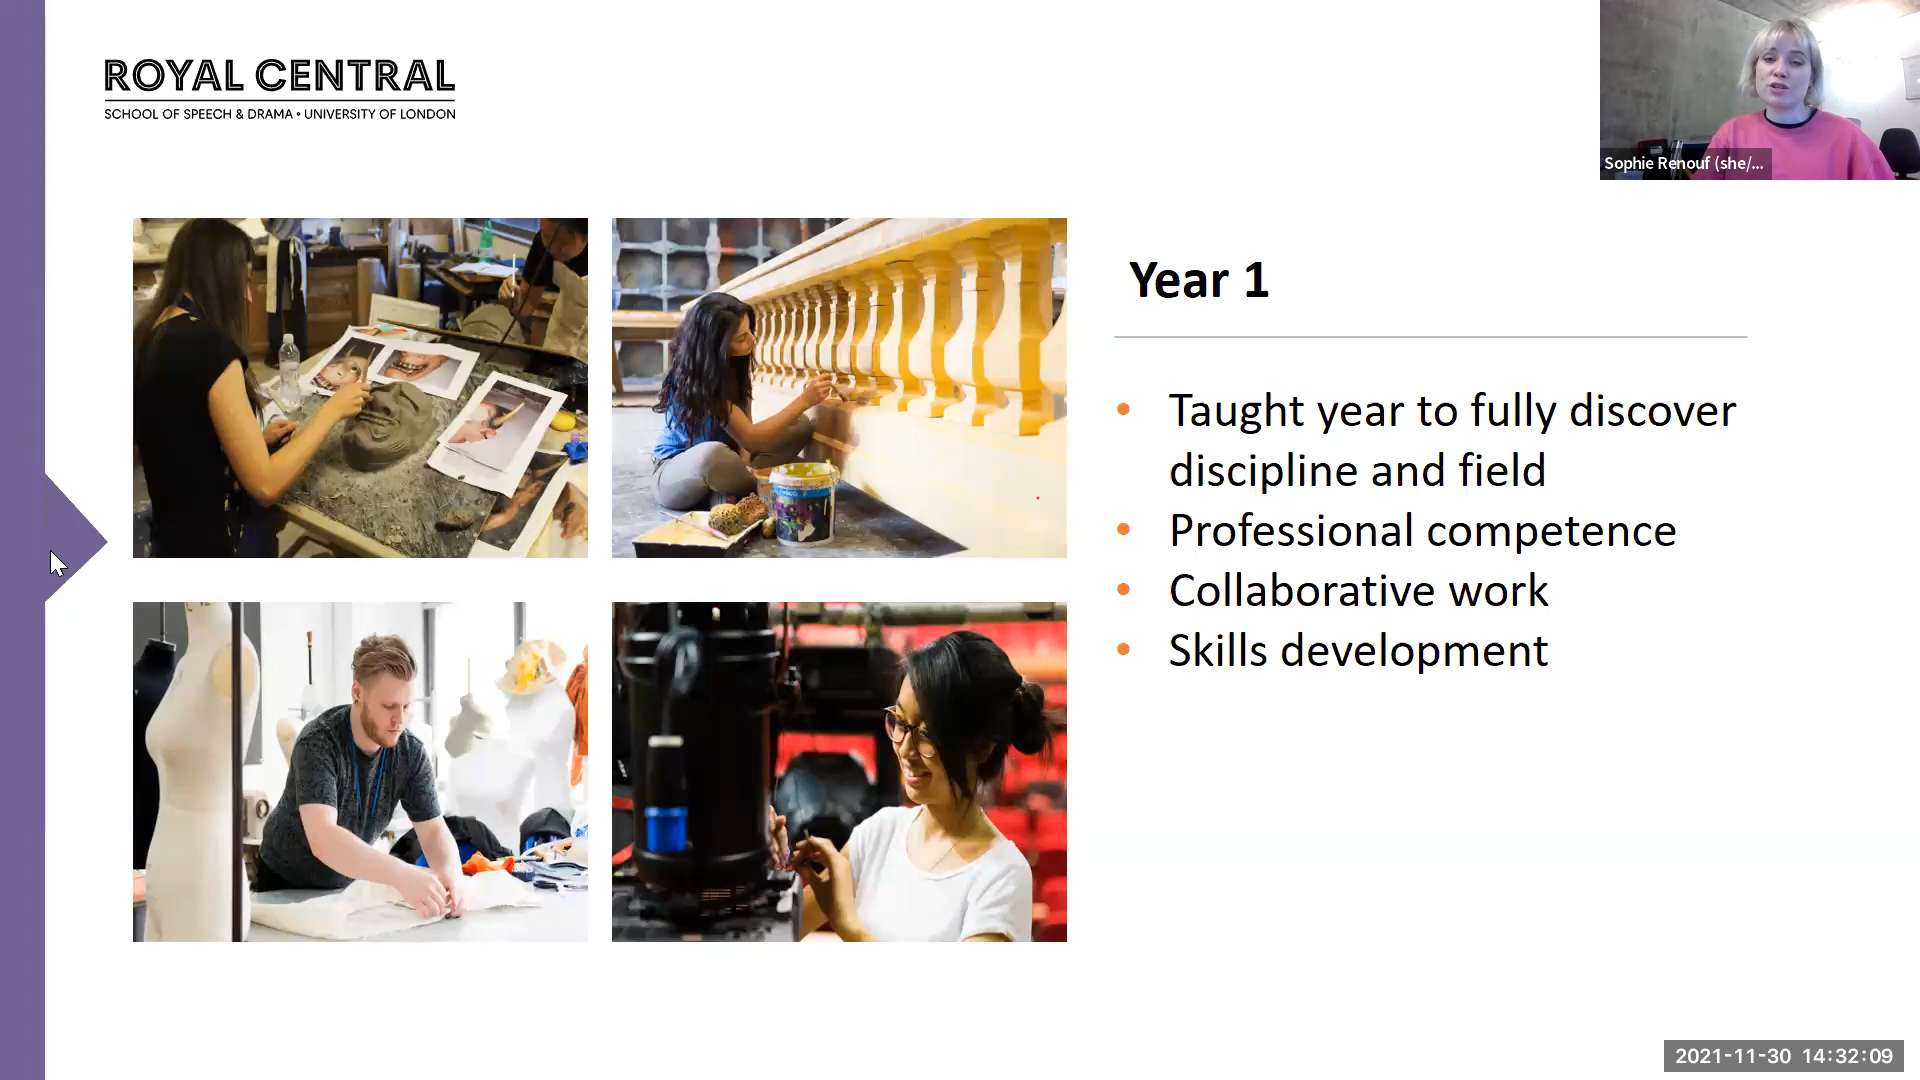 ROYAL CENTRAL
SCHOOL OF SPEECH & DRAMA • UNIVERSITY OF LONDON
Sophie Renouf (she/...
Year 1
• Taught year to fully discover
discipline and field
• Professional competence
• Collaborative work
• Skills development
2021-11-30 14:32:09